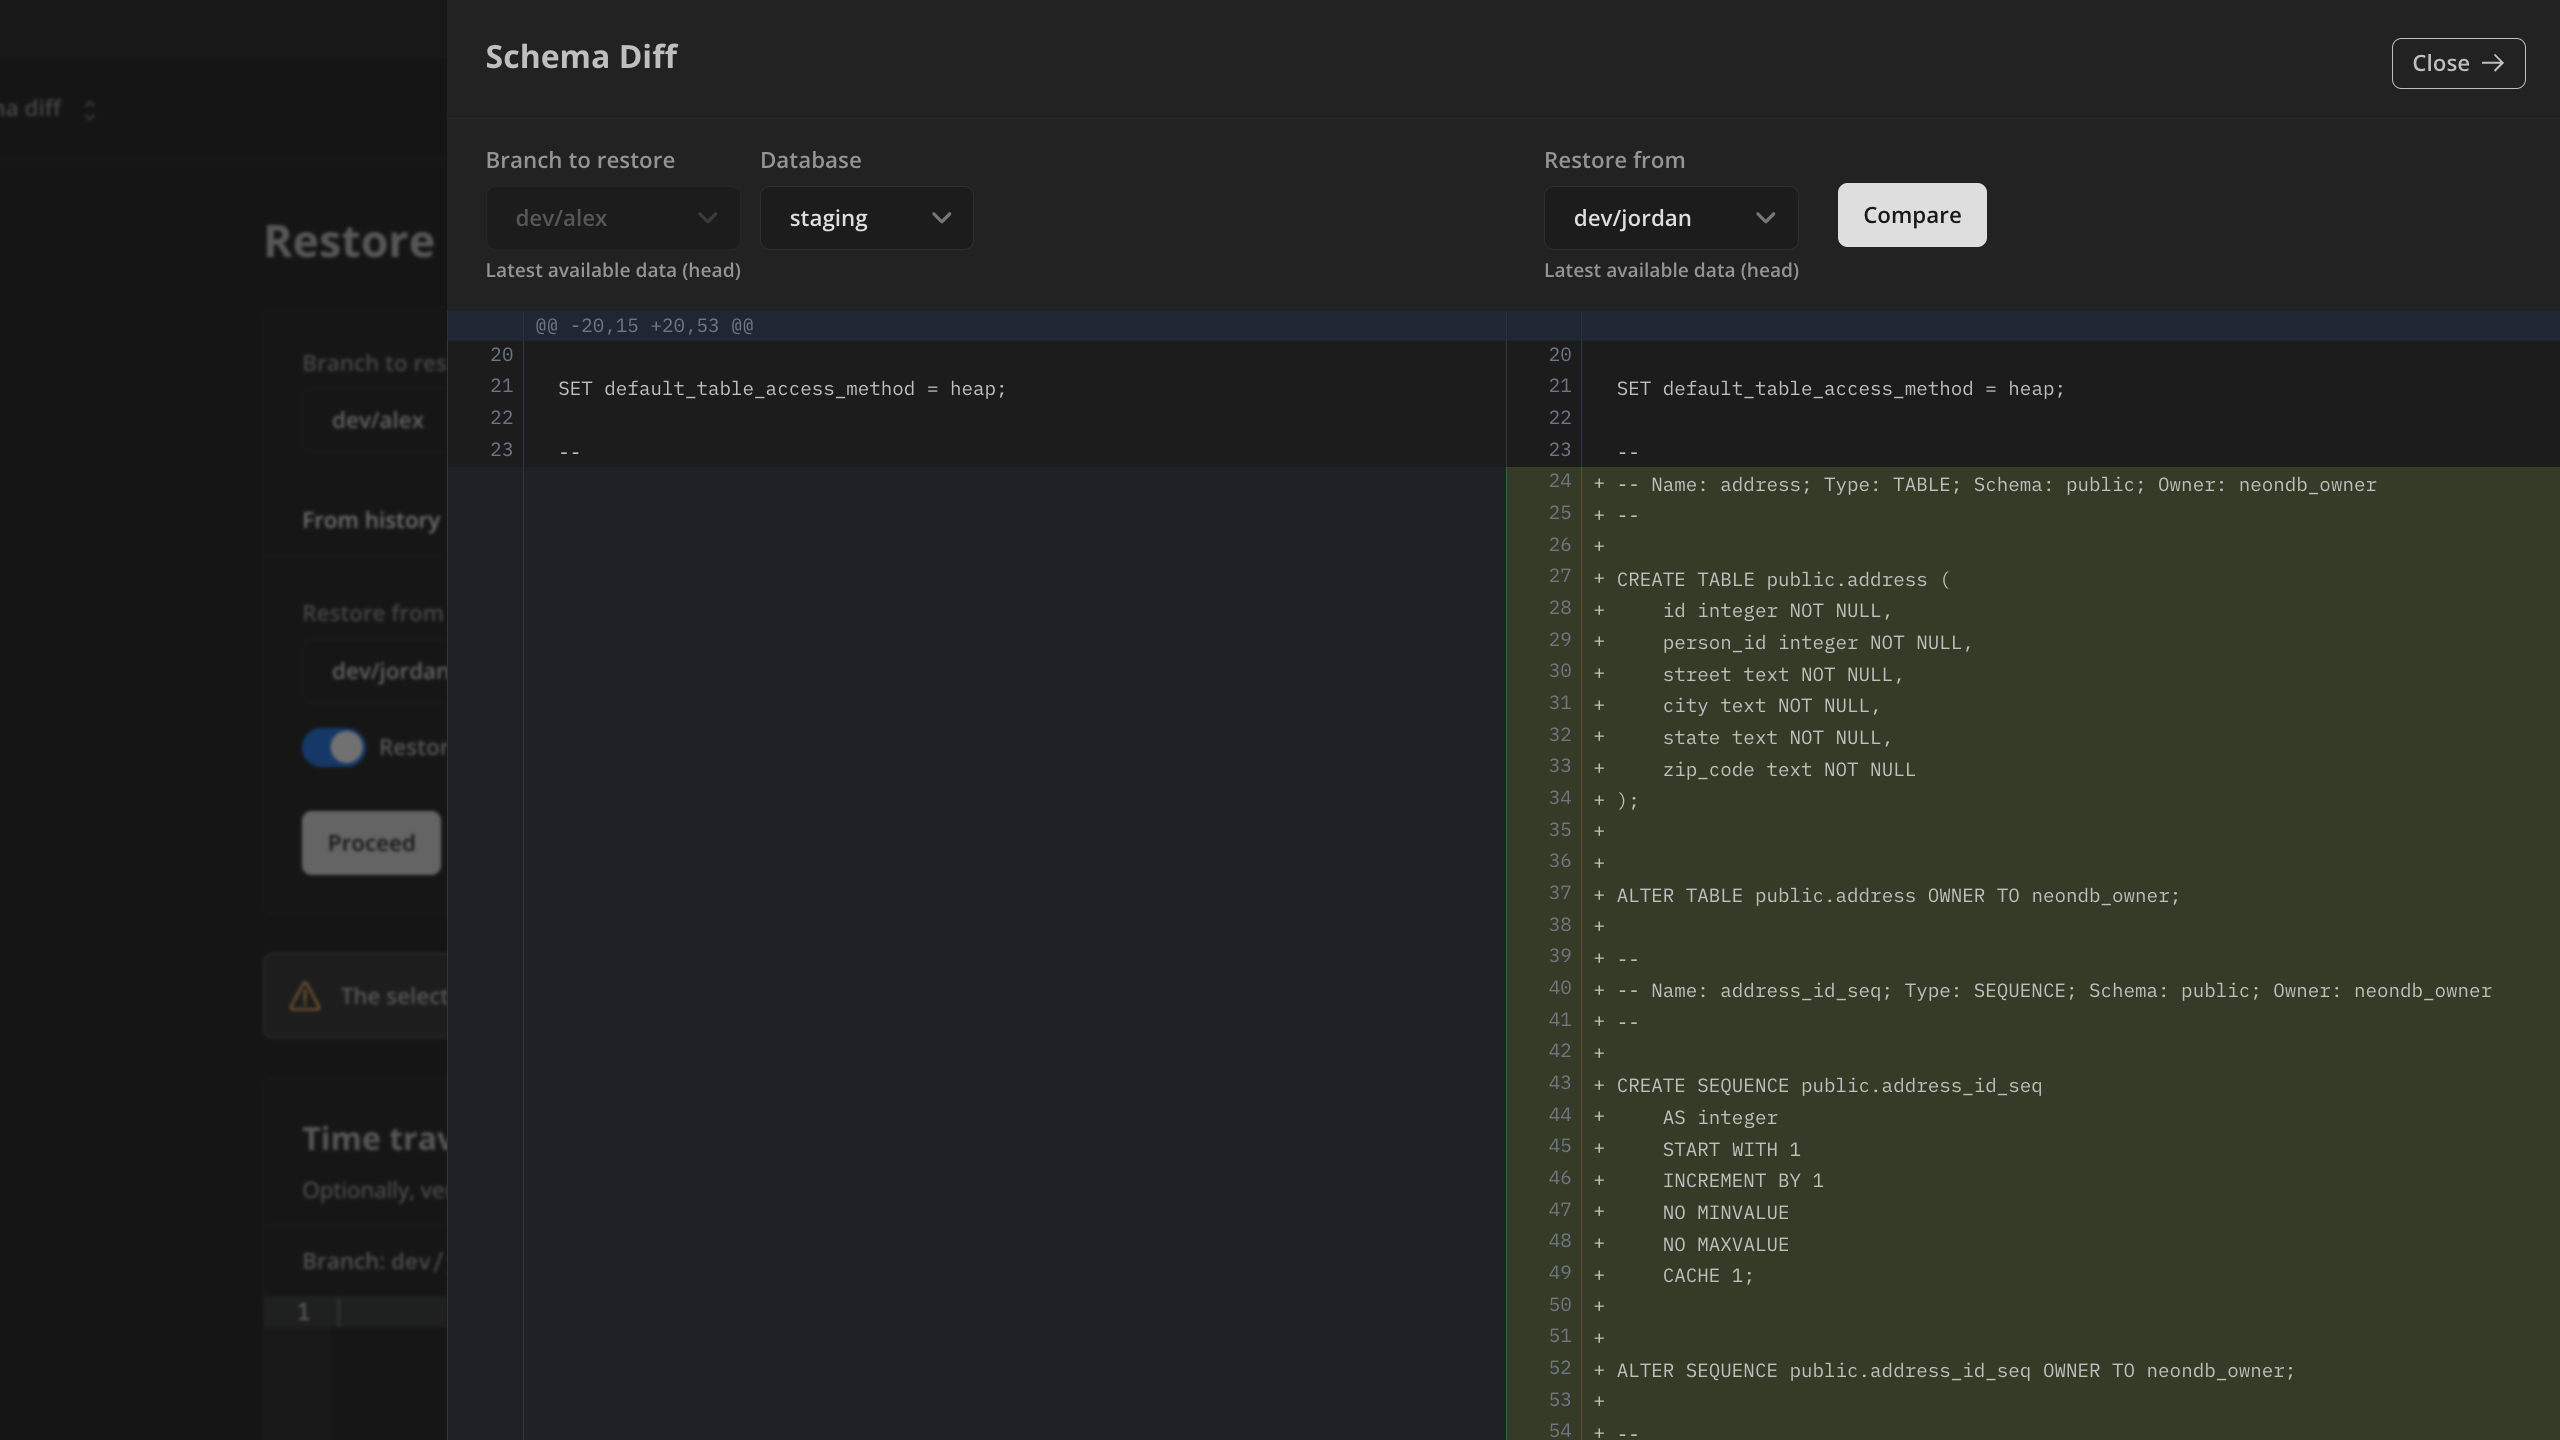 Schema Diff
Close →
diff
Restore
Branch to restore
Database
Restore from
dev/alex
staging
dev/jordan
Compare
Latest available data (head)
Latest available data (head)
Branch to
dev/alex
From history
Restore from
dev/jordan
Proceed
The
Time
Optionally,
Branch: dev/
1
@@ -20,15 +20,53 @@
20
21 SET default_table_access_method = heap;
22
23 --
20
21 SET default_table_access_method = heap;
22
23 --
24 + -- Name: address; Type: TABLE; Schema: public; Owner: neondb_owner
25 + --
26 +
27 + CREATE TABLE public.address (
28 +     id integer NOT NULL,
29 +     person_id integer NOT NULL,
30 +     street text NOT NULL,
31 +     city text NOT NULL,
32 +     state text NOT NULL,
33 +     zip_code text NOT NULL
34 + );
35 +
36 +
37 + ALTER TABLE public.address OWNER TO neondb_owner;
38 +
39 + --
40 + -- Name: address_id_seq; Type: SEQUENCE; Schema: public; Owner: neondb_owner
41 + --
42 +
43 + CREATE SEQUENCE public.address_id_seq
44 +     AS integer
45 +     START WITH 1
46 +     INCREMENT BY 1
47 +     NO MINVALUE
48 +     NO MAXVALUE
49 +     CACHE 1;
50 +
51 +
52 + ALTER SEQUENCE public.address_id_seq OWNER TO neondb_owner;
53 +
54 + --